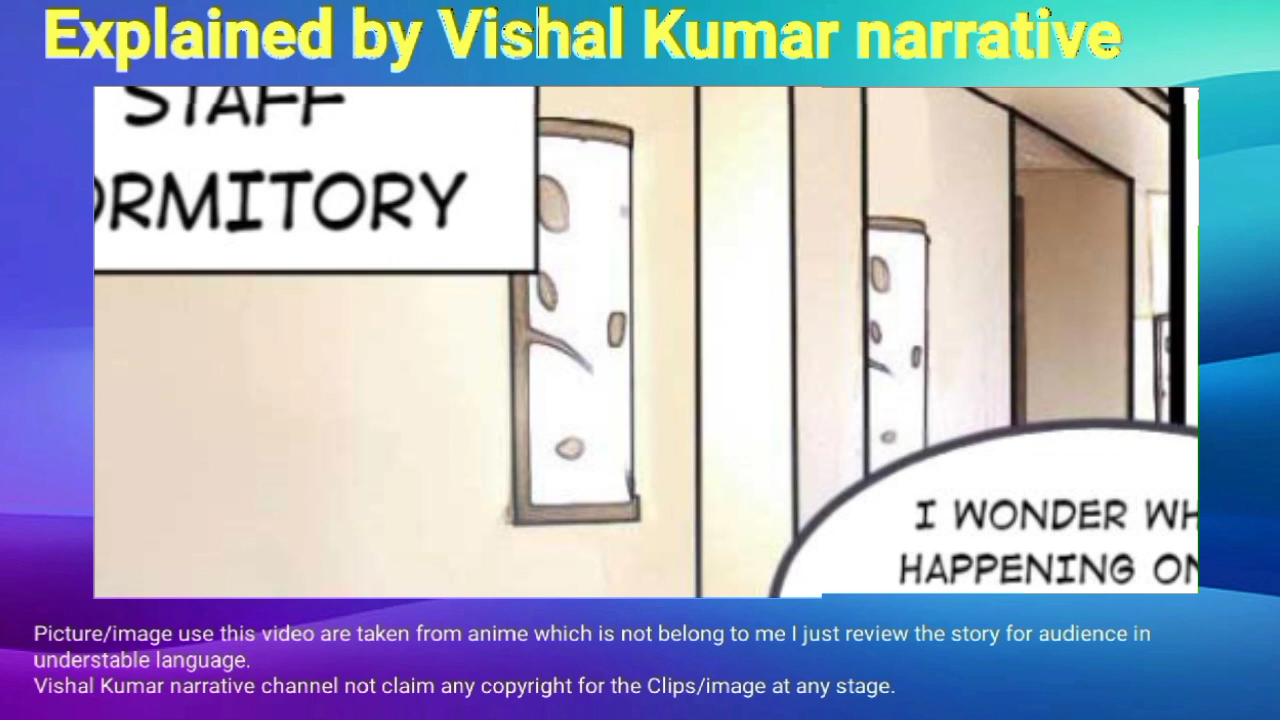 Explained by Vishal Kumar narrative
STAFF
ORMITORY
I WONDER WH
HAPPENING ON
Picture/image use this video are taken from anime which is not belong to me I just review the story for audience in
understable language.
Vishal Kumar narrative channel not claim any copyright for the Clips/image at any stage.